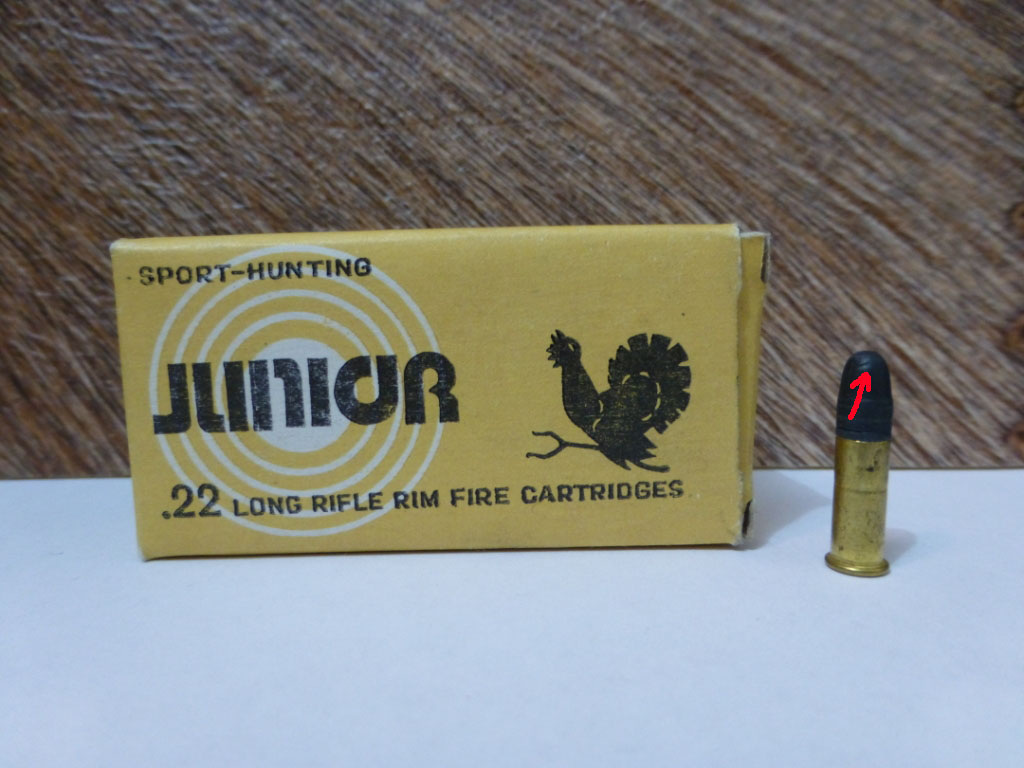 SPORT-HUNTING
JUNIOR
.22 LONG RIFLE RIM FIRE CARTRIDGES